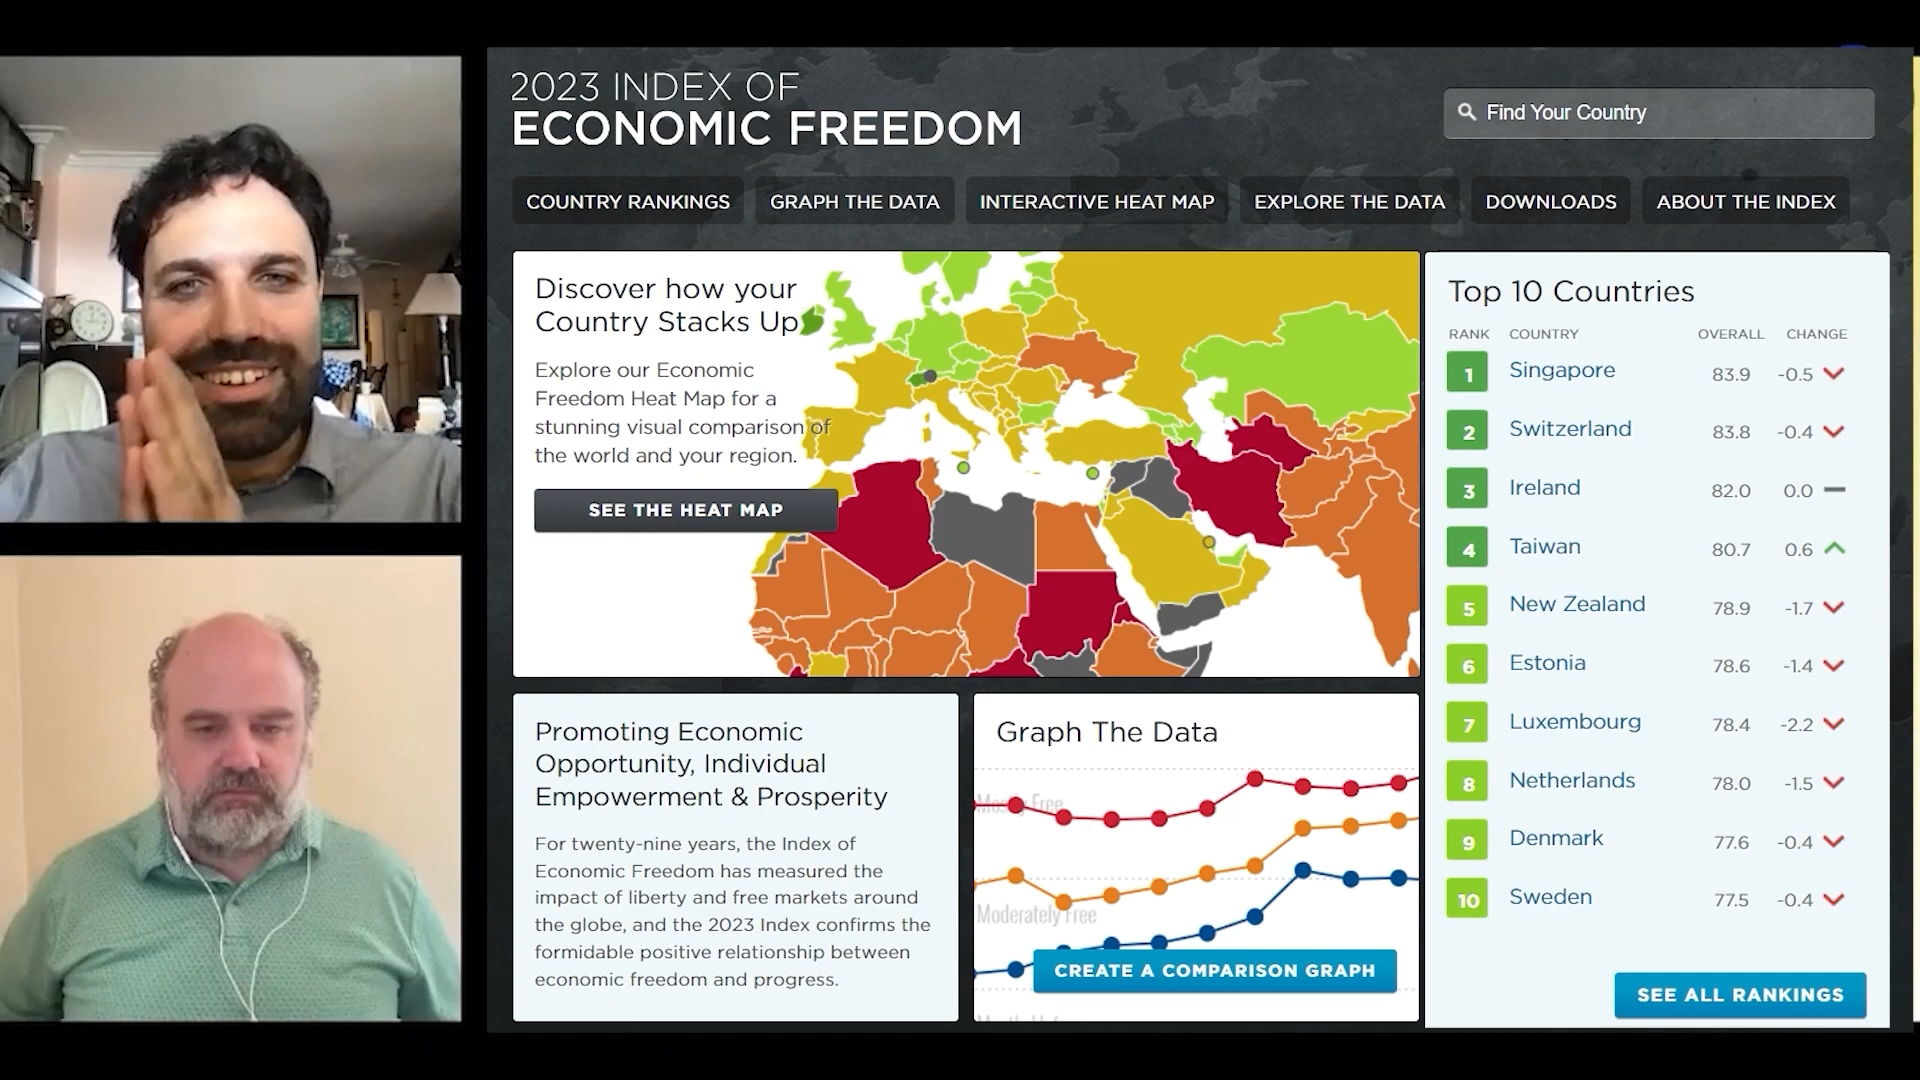 2023 INDEX OF
ECONOMIC FREEDOM
Find Your Country
COUNTRY RANKINGS
GRAPH THE DATA
INTERACTIVE HEAT MAP
EXPLORE THE DATA
DOWNLOADS
ABOUT THE INDEX
Discover how your
Country Stacks Up
Explore our Economic
Freedom Heat Map for a
stunning visual comparison of
the world and your region.
SEE THE HEAT MAP
Promoting Economic
Opportunity, Individual
Empowerment & Prosperity
For twenty-nine years, the Index of
Economic Freedom has measured the
impact of liberty and free markets around
the globe, and the 2023 Index confirms the
formidable positive relationship between
economic freedom and progress.
Graph The Data
Mostly Free
Moderately Free
CREATE A COMPARISON GRAPH
Top 10 Countries
RANK COUNTRY OVERALL CHANGE
1 Singapore 83.9 -0.5
2 Switzerland 83.8 -0.4
3 Ireland 82.0 0.0
4 Taiwan 80.7 0.6
5 New Zealand 78.9 -1.7
6 Estonia 78.6 -1.4
7 Luxembourg 78.4 -2.2
8 Netherlands 78.0 -1.5
9 Denmark 77.6 -0.4
10 Sweden 77.5 -0.4
SEE ALL RANKINGS